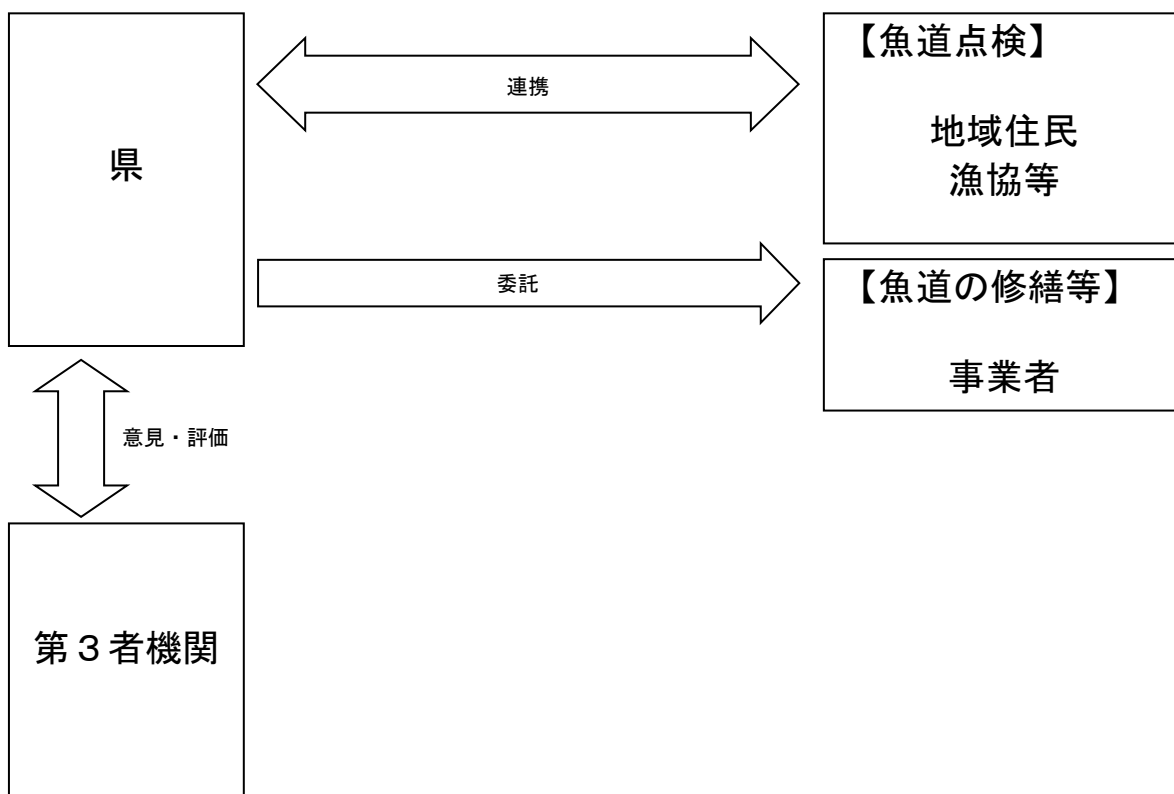 県
連携
【魚道点検】
地域住民
漁協等
委託
【魚道の修繕等】
事業者
意見・評価
第３者機関